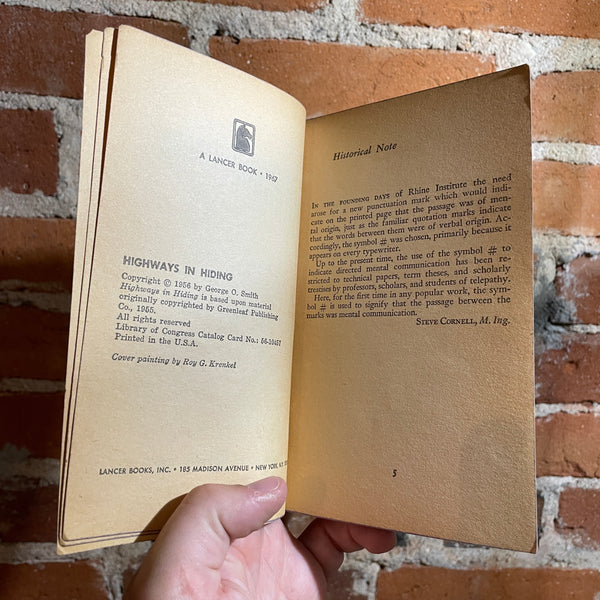 A LANCER BOOK • 1967
HIGHWAYS IN HIDING
Copyright © 1956 by George O. Smith
Highways in Hiding is based upon material
originally copyrighted by Greenleaf Publishing
Co., 1955.
All rights reserved
Library of Congress Catalog Card No.: 56-10457
Printed in the U.S.A.
Cover painting by Roy G. Krenkel
LANCER BOOKS, INC. • 185 MADISON AVENUE • NEW YORK, N.Y.
Historical Note
IN THE FOUNDING DAYS of Rhine Institute the need
arose for a new punctuation mark which would indi-
cate on the printed page that the passage was of men-
tal origin, just as the familiar quotation marks indicate
that the words between them were of verbal origin. Ac-
cordingly, the symbol # was chosen, primarily because it
appears on every typewriter.
Up to the present time, the use of the symbol # to
indicate directed mental communication has been re-
stricted to technical papers, term theses, and scholarly
treatises by professors, scholars, and students of telepathy.
Here, for the first time in any popular work, the sym-
bol # is used to signify that the passage between the
marks was mental communication.
STEVE CORNELL, M. Ing.
5